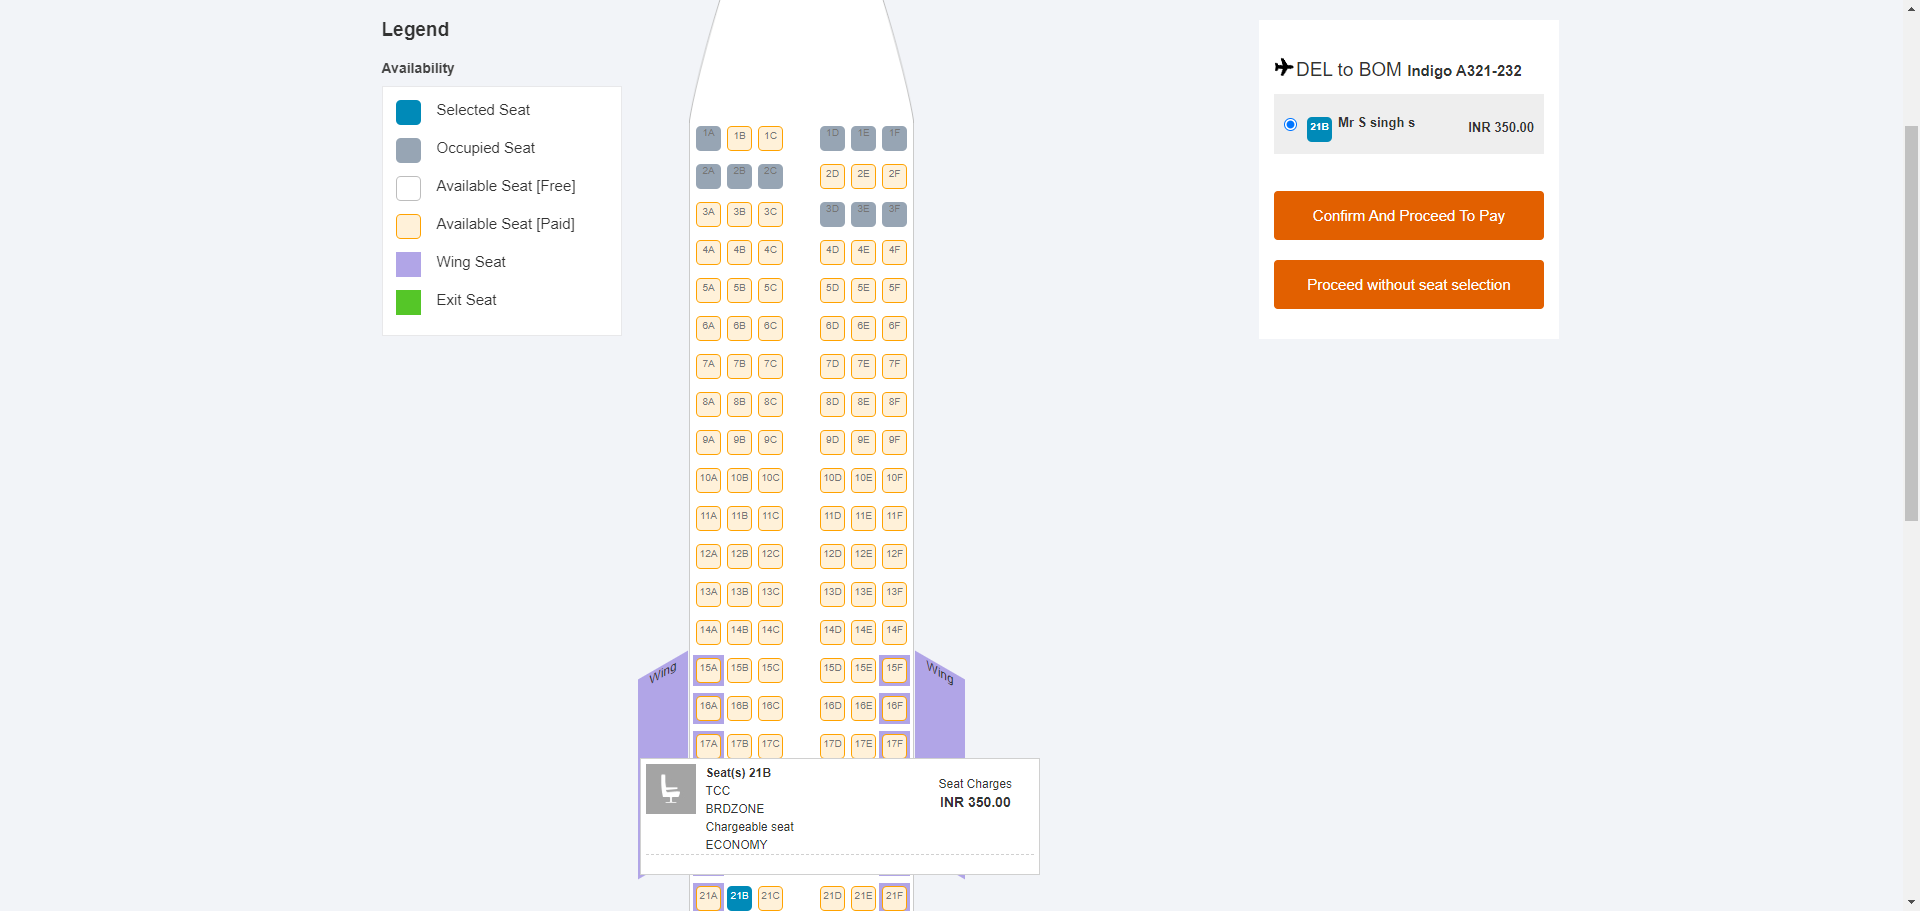 Legend
Availability
Selected Seat
Occupied Seat
Available Seat [Free]
Available Seat [Paid]
Wing Seat
Exit Seat
1A 1B 1C 1D 1E 1F
2A 2B 2C 2D 2E 2F
3A 3B 3C 3D 3E 3F
4A 4B 4C 4D 4E 4F
5A 5B 5C 5D 5E 5F
6A 6B 6C 6D 6E 6F
7A 7B 7C 7D 7E 7F
8A 8B 8C 8D 8E 8F
9A 9B 9C 9D 9E 9F
10A 10B 10C 10D 10E 10F
11A 11B 11C 11D 11E 11F
12A 12B 12C 12D 12E 12F
13A 13B 13C 13D 13E 13F
14A 14B 14C 14D 14E 14F
Wing 15A 15B 15C 15D 15E 15F Wing
16A 16B 16C 16D 16E 16F
17A 17B 17C 17D 17E 17F
Seat(s) 21B
TCC
BRDZONE
Chargeable seat
ECONOMY
Seat Charges
INR 350.00
21A 21B 21C 21D 21E 21F
DEL to BOM Indigo A321-232
21B Mr S singh s INR 350.00
Confirm And Proceed To Pay
Proceed without seat selection